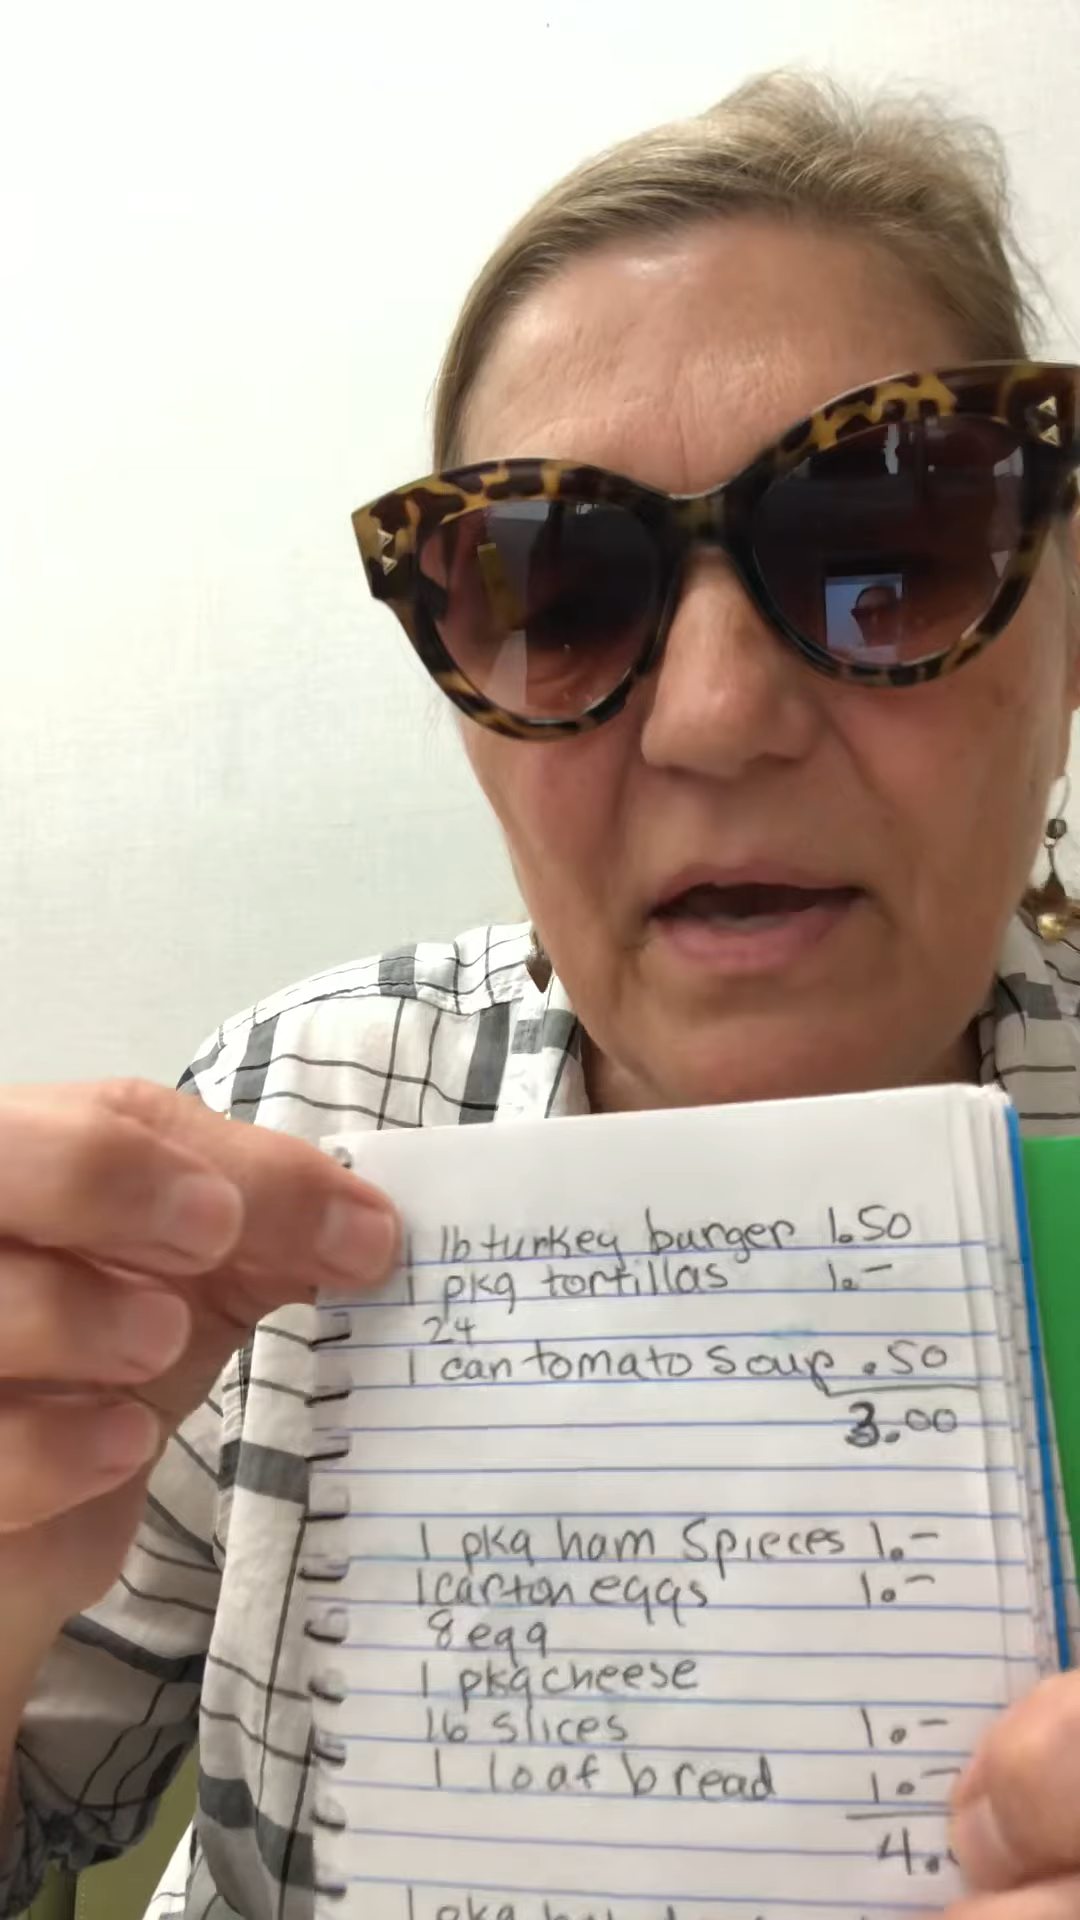 1 lb turkey burger 1.50
1 pkg tortillas 1.-
24
1 can tomato soup .50
3.00
1 pkg ham 5pieces 1.-
1carton eggs 1.-
8 egg
1 pkg cheese
16 slices 1.-
1 loaf bread 1.-
4.
1 pkg